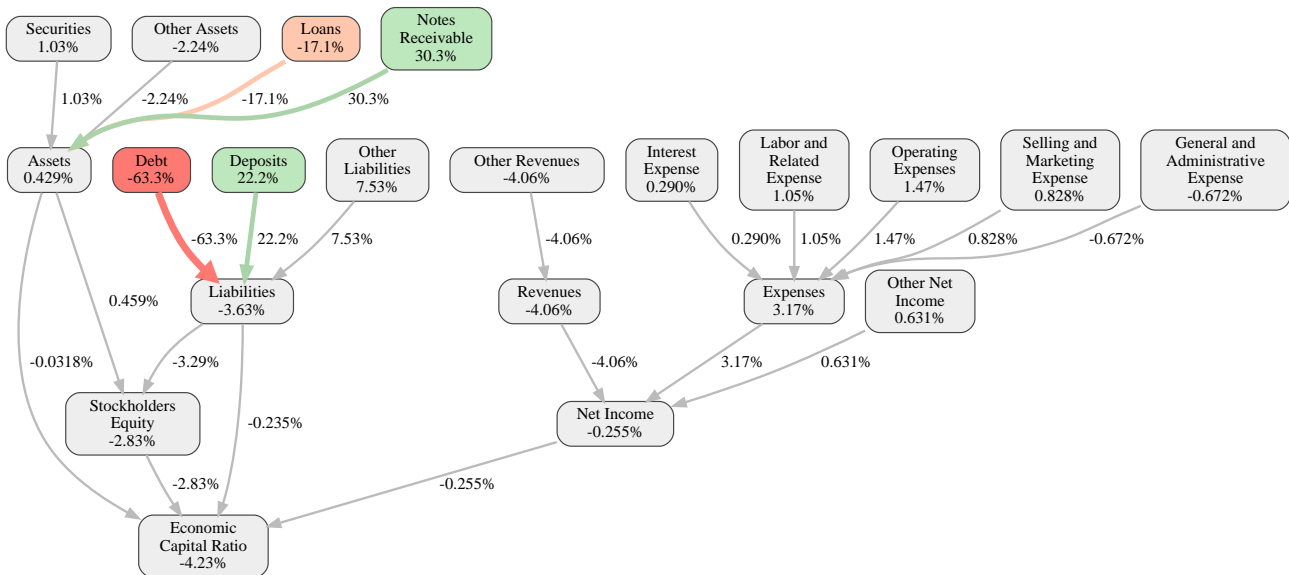 Securities
1.03%
Other Assets
-2.24%
Loans
-17.1%
Notes
Receivable
30.3%
1.03%
-2.24%
-17.1%
30.3%
Assets
0.429%
Debt
-63.3%
Deposits
22.2%
Other
Liabilities
7.53%
Other Revenues
-4.06%
Interest
Expense
0.290%
Labor and
Related
Expense
1.05%
Operating
Expenses
1.47%
Selling and
Marketing
Expense
0.828%
General and
Administrative
Expense
-0.672%
-63.3%
22.2%
7.53%
-4.06%
0.290%
1.05%
1.47%
0.828%
-0.672%
0.459%
Liabilities
-3.63%
Revenues
-4.06%
Expenses
3.17%
Other Net
Income
0.631%
-0.0318%
-3.29%
-4.06%
3.17%
0.631%
Stockholders
Equity
-2.83%
-0.235%
Net Income
-0.255%
-2.83%
-0.255%
Economic
Capital Ratio
-4.23%